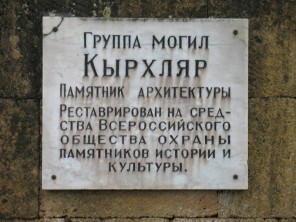 Группа могил
Кырхляр
Памятник архитектуры
Реставрирован на сред-
ства Всероссийского
общества охраны
памятников истории и
культуры.